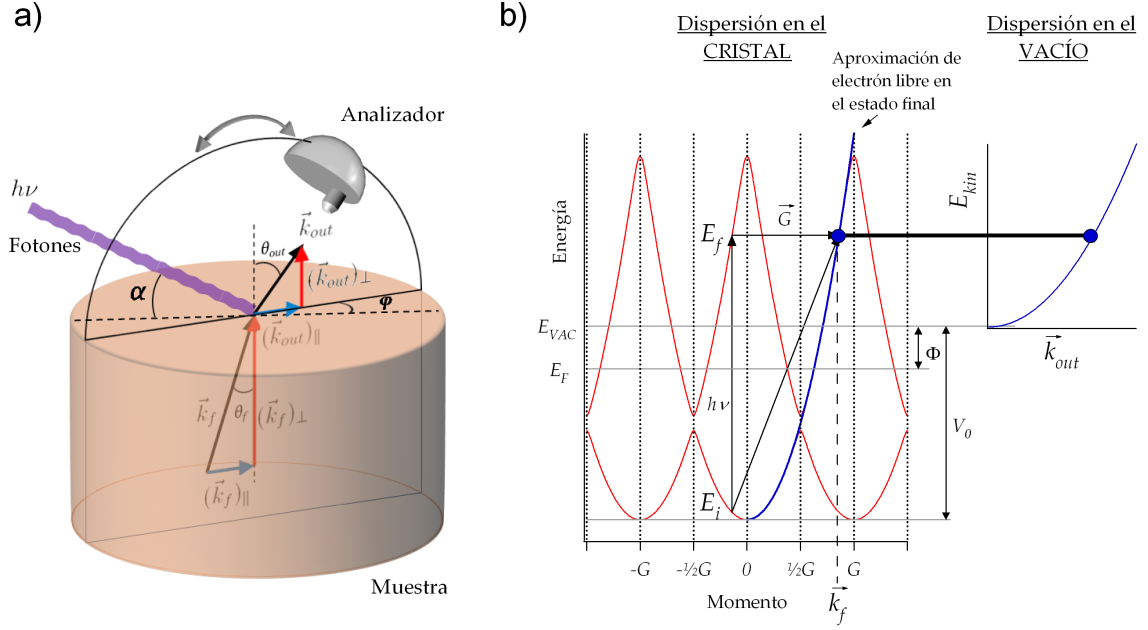 a)
Analizador
hν
Fotones
α
θout
k⃗out
(k⃗out)⊥
φ
(k⃗out)∥
k⃗f
θf
(k⃗f)⊥
(k⃗f)∥
Muestra
b)
Dispersión en el
CRISTAL
Dispersión en el
VACÍO
Aproximación de
electrón libre en
el estado final
Energía
Ef
G⃗
Ekin
EVAC
EF
Φ
k⃗out
hν
V0
Ei
-G
-½G
0
½G
G
Momento
k⃗f